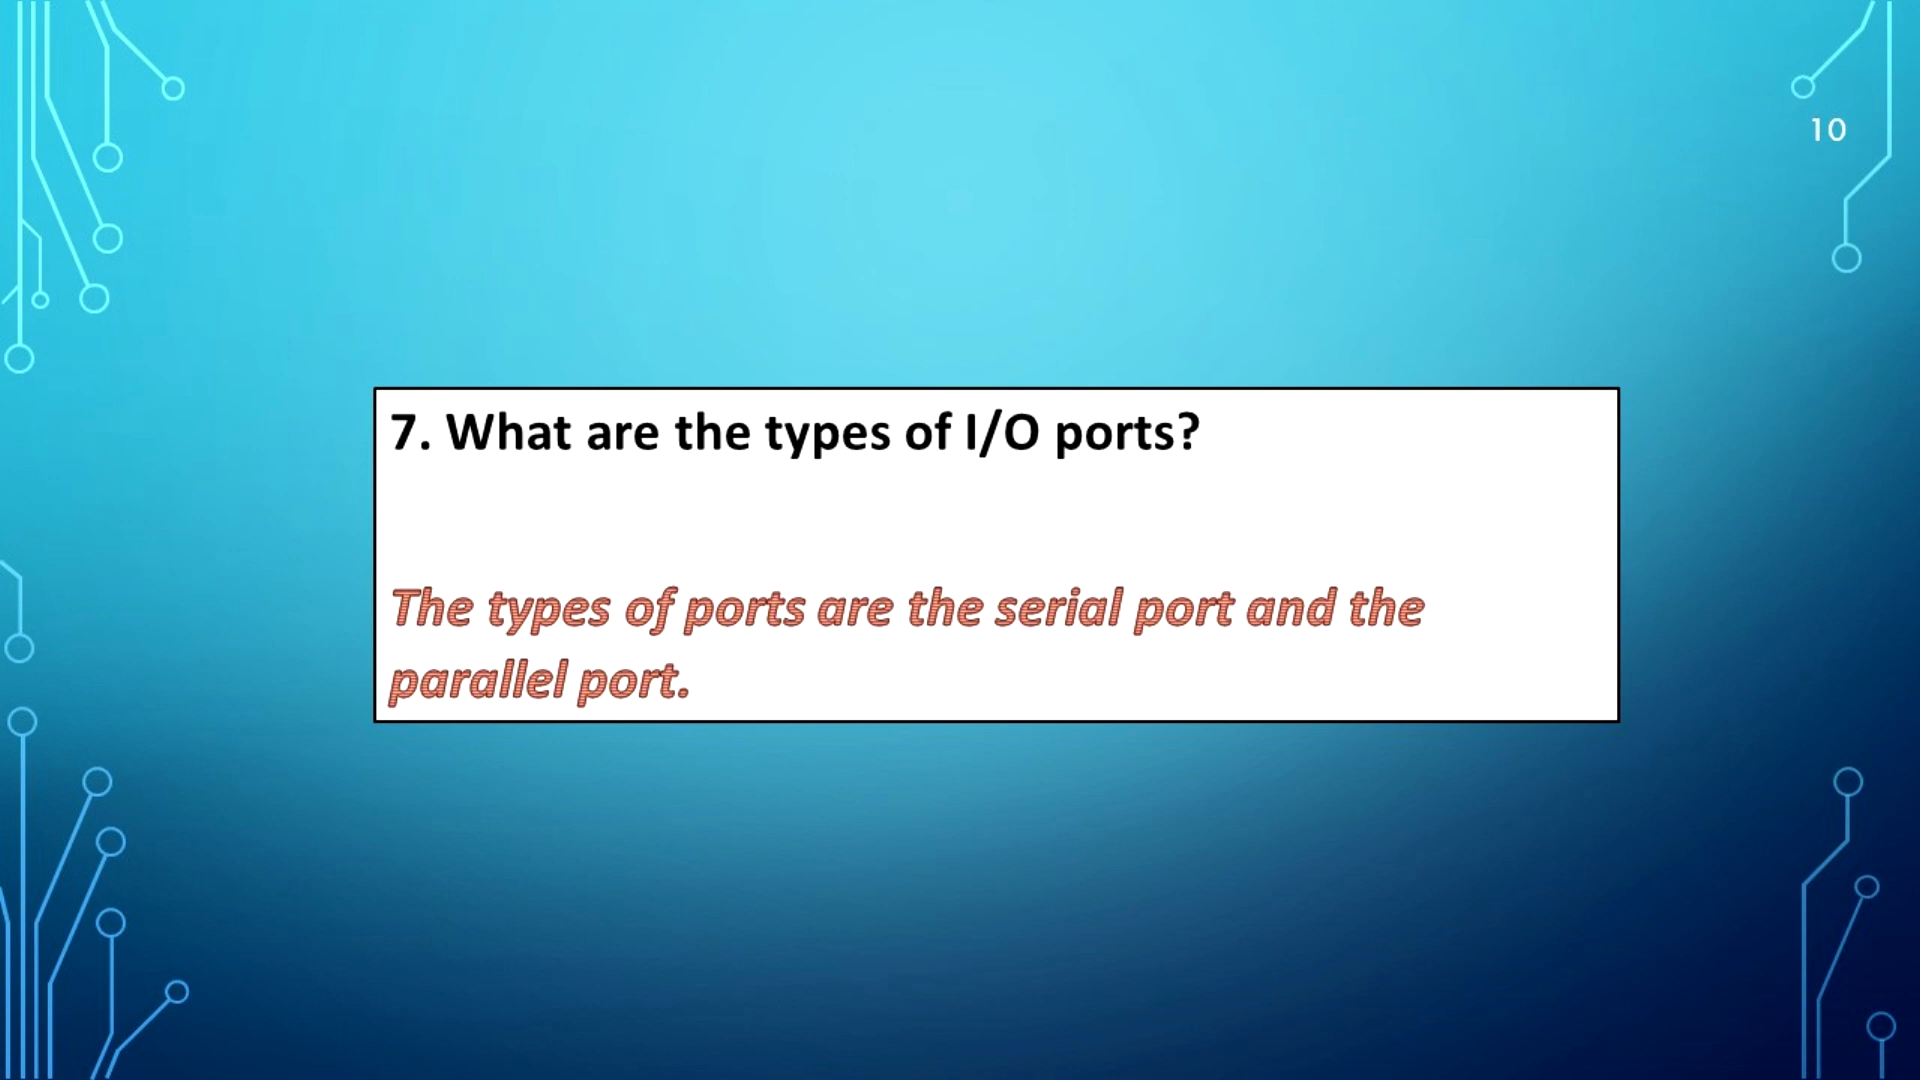 10
7. What are the types of I/O ports?
The types of ports are the serial port and the
parallel port.